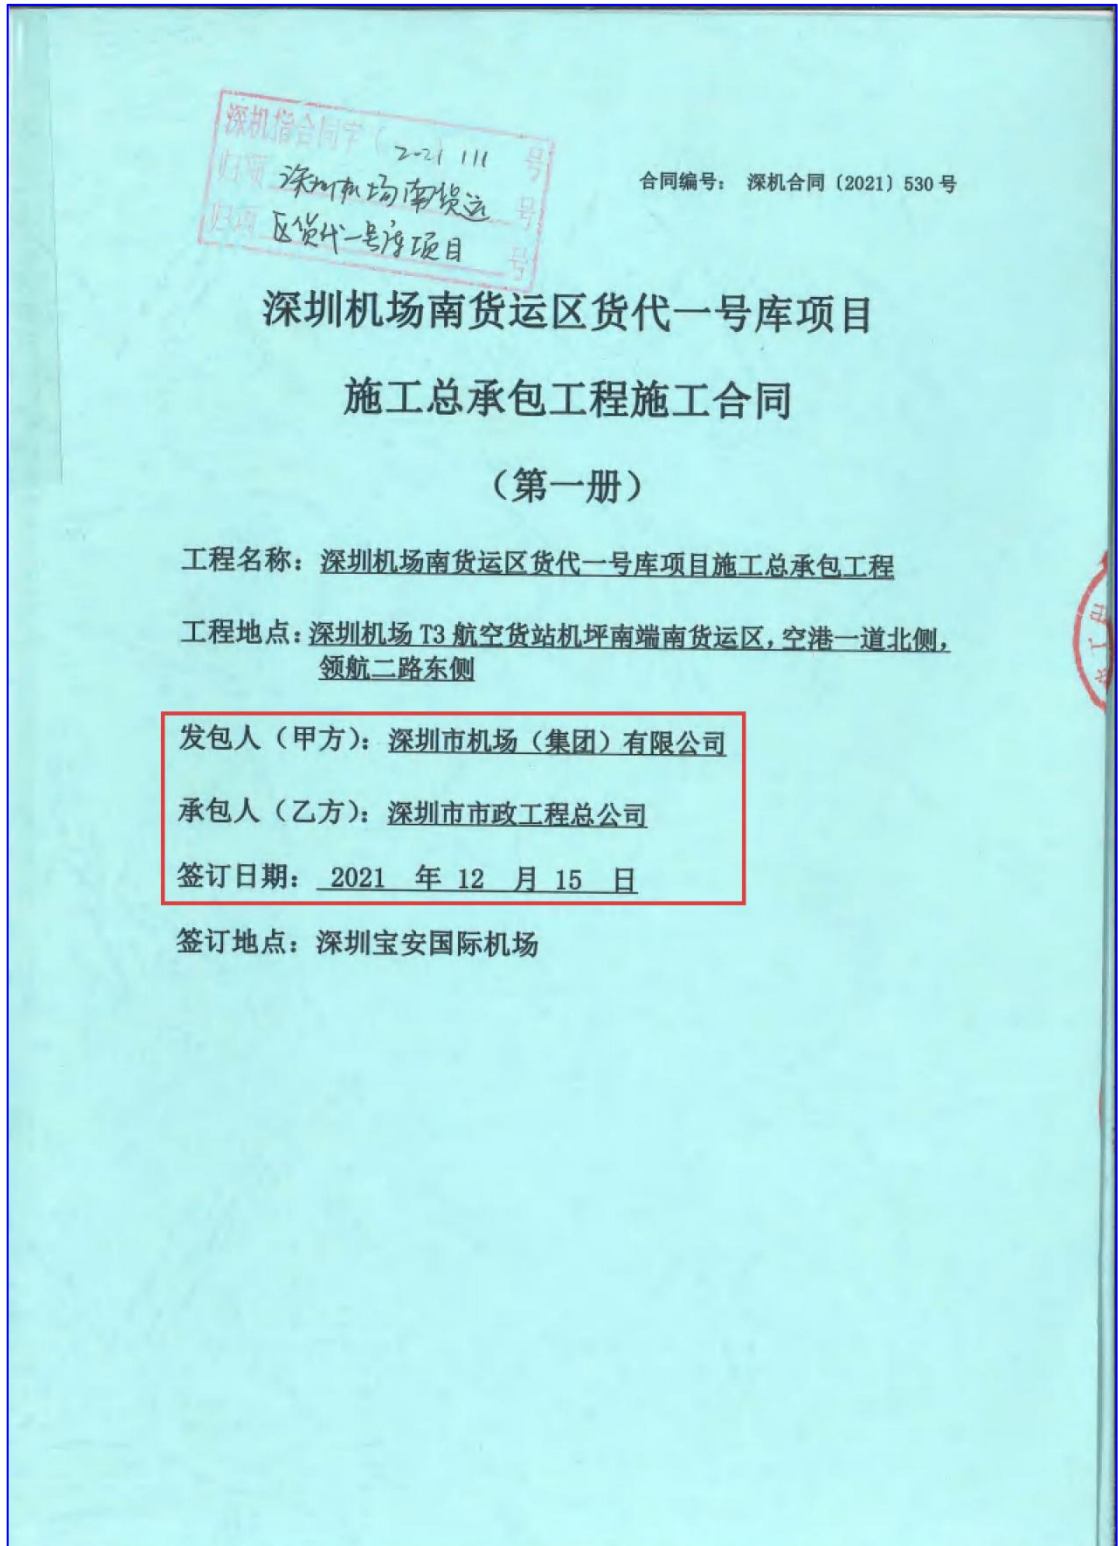 深机指合同字（2021 111 号
归项 深圳机场南货运 号
归项 区货代一号库项目 号
合同编号： 深机合同〔2021〕530 号
深圳机场南货运区货代一号库项目
施工总承包工程施工合同
（第一册）
工程名称：深圳机场南货运区货代一号库项目施工总承包工程
工程地点：深圳机场 T3 航空货站机坪南端南货运区，空港一道北侧，
领航二路东侧
发包人（甲方）：深圳市机场（集团）有限公司
承包人（乙方）：深圳市市政工程总公司
签订日期： 2021 年 12 月 15 日
签订地点：深圳宝安国际机场